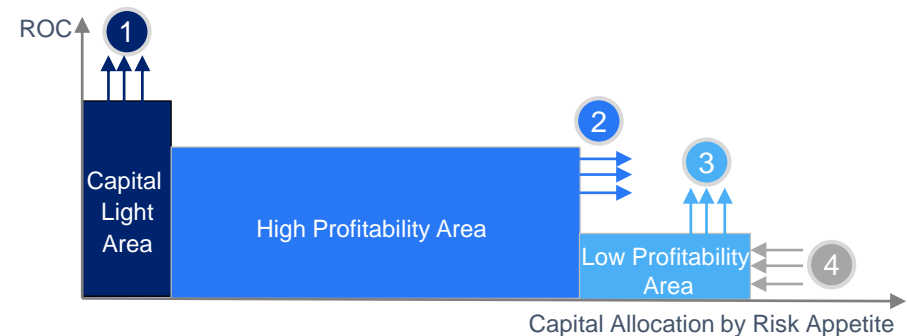 ROC
1
2
3
Capital
Light
Area
High Profitability Area
Low Profitability
Area
4
Capital Allocation by Risk Appetite